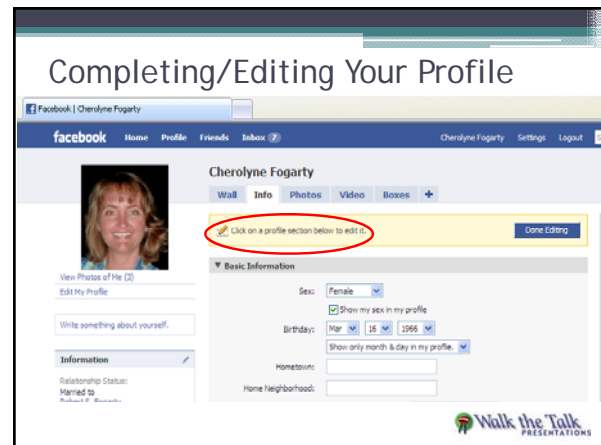 Completing/Editing Your Profile
Facebook | Cherolyne Fogarty
facebook Home Profile Friends Inbox 7 Cherolyne Fogarty Settings Logout
Cherolyne Fogarty
Wall Info Photos Video Boxes +
Click on a profile section below to edit it. Done Editing
View Photos of Me (2)
Edit My Profile
Write something about yourself.
Information
Relationship Status:
Married to
Basic Information
Sex: Female
Show my sex in my profile
Birthday: Mar 16 1966
Show only month & day in my profile.
Hometown:
Home Neighborhood:
Walk the Talk
PRESENTATIONS